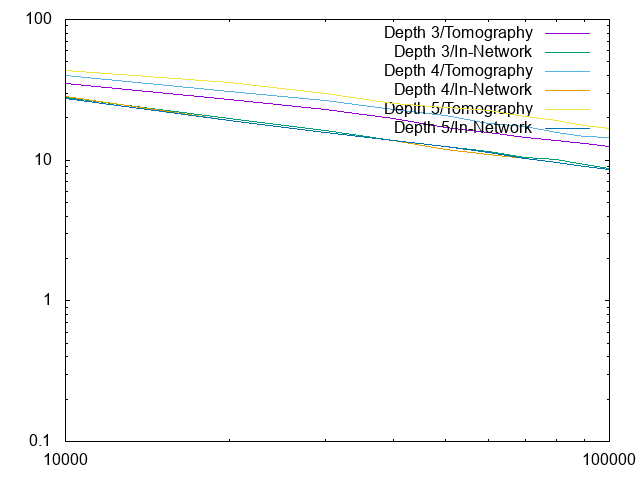 100
10
1
0.1
10000
100000
Depth 3/Tomography
Depth 3/In-Network
Depth 4/Tomography
Depth 4/In-Network
Depth 5/Tomography
Depth 5/In-Network